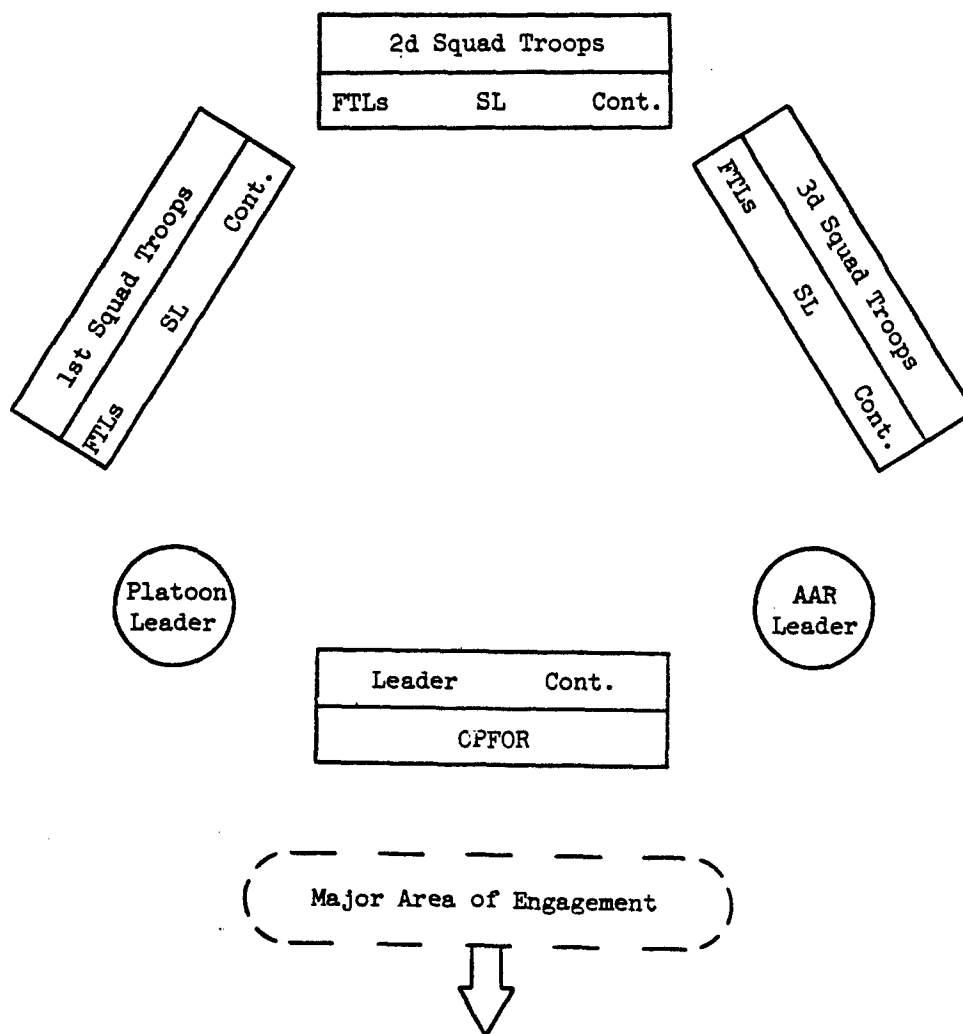 2d Squad Troops
FTLs SL Cont.
1st Squad Troops
FTLs SL Cont.
3d Squad Troops
FTLs SL Cont.
Platoon
Leader
AAR
Leader
Leader Cont.
OPFOR
Major Area of Engagement